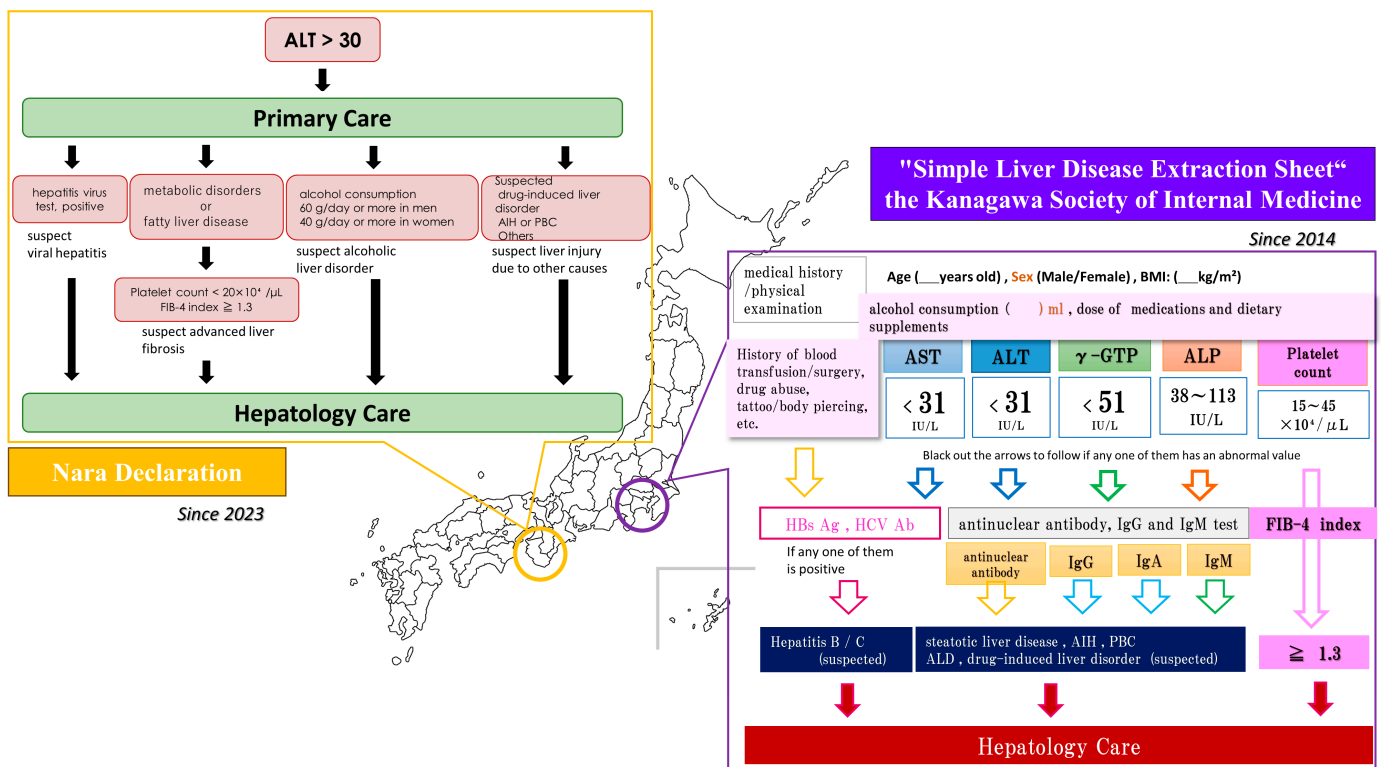 ALT > 30
Primary Care
hepatitis virus
test, positive
suspect
viral hepatitis
metabolic disorders
or
fatty liver disease
Platelet count < 20×10⁴ /μL
FIB-4 index ≧ 1.3
suspect advanced liver
fibrosis
alcohol consumption
60 g/day or more in men
40 g/day or more in women
suspect alcoholic
liver disorder
Suspected
drug-induced liver
disorder
AIH or PBC
Others
suspect liver injury
due to other causes
Hepatology Care
Nara Declaration
Since 2023
"Simple Liver Disease Extraction Sheet“
the Kanagawa Society of Internal Medicine
Since 2014
medical history
/physical
examination
Age (__years old) , Sex (Male/Female) , BMI: (__kg/m²)
alcohol consumption ( ) ml , dose of medications and dietary
supplements
History of blood
transfusion/surgery,
drug abuse,
tattoo/body piercing,
etc.
AST
ALT
γ-GTP
ALP
Platelet
count
< 31
IU/L
< 31
IU/L
< 51
IU/L
38~113
IU/L
15~45
×10⁴/μL
Black out the arrows to follow if any one of them has an abnormal value
HBs Ag , HCV Ab
antinuclear antibody, IgG and IgM test
FIB-4 index
If any one of them
is positive
antinuclear
antibody
IgG
IgA
IgM
Hepatitis B / C
(suspected)
steatotic liver disease , AIH , PBC
ALD , drug-induced liver disorder (suspected)
≧ 1.3
Hepatology Care